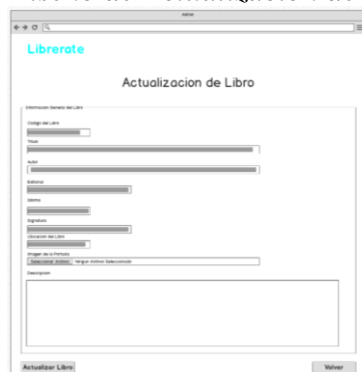 Librerate
Actualizacion de Libro
Informacion General del Libro
Codigo del Libro
Titulo
Autor
Editorial
Idioma
Signatura
Ubicacion del Libro
Imagen de la Portada
Seleccionar Archivo Ningun Archivo Seleccionado
Descripcion
Actualizar Libro
Volver